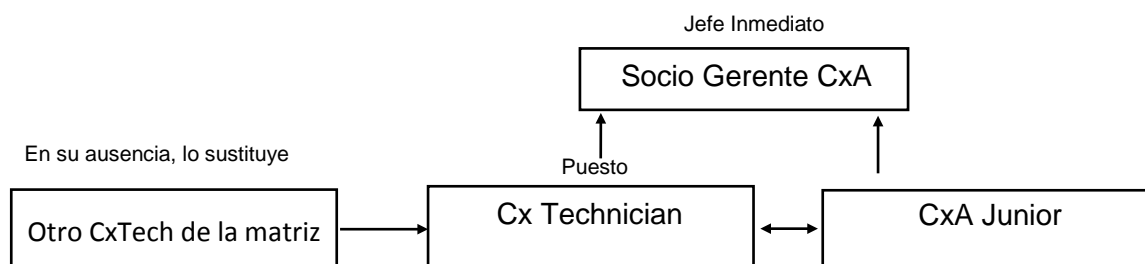 Jefe Inmediato
Socio Gerente CxA
En su ausencia, lo sustituye
Puesto
Otro CxTech de la matriz
Cx Technician
CxA Junior